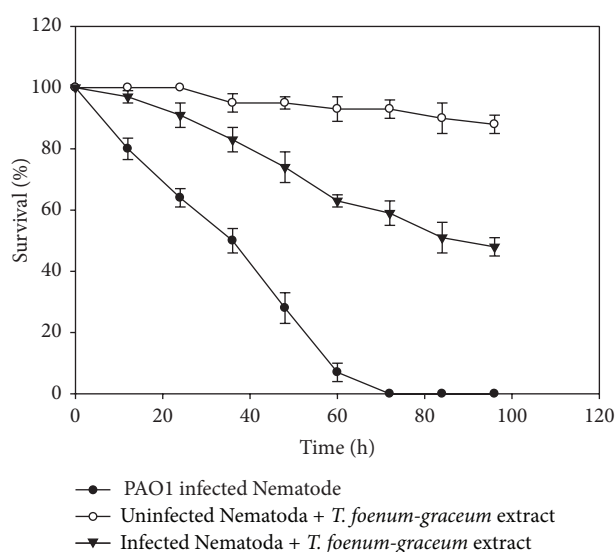 120
100
80
60
40
20
0
Survival (%)
0 20 40 60 80 100 120
Time (h)
PAO1 infected Nematode
Uninfected Nematoda + T. foenum-graceum extract
Infected Nematoda + T. foenum-graceum extract